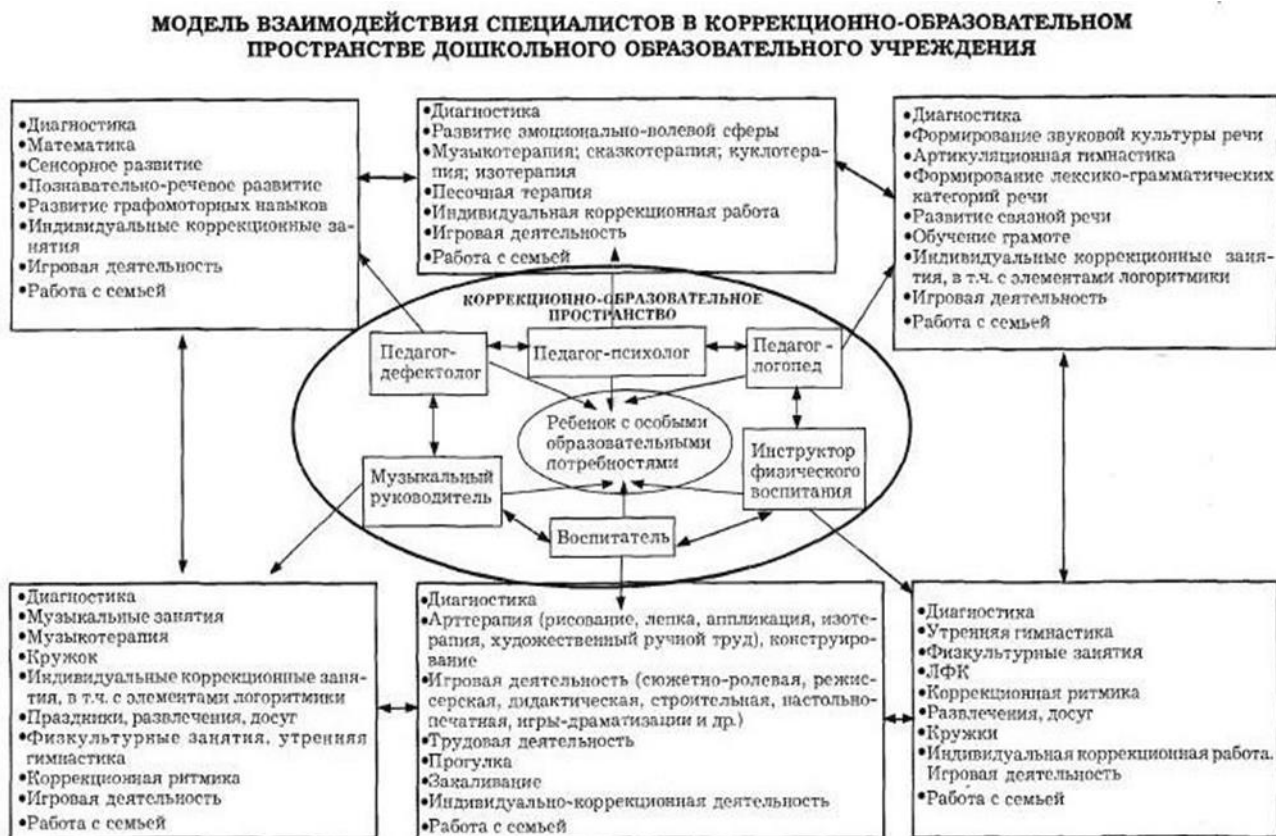 МОДЕЛЬ ВЗАИМОДЕЙСТВИЯ СПЕЦИАЛИСТОВ В КОРРЕКЦИОННО-ОБРАЗОВАТЕЛЬНОМ
ПРОСТРАНСТВЕ ДОШКОЛЬНОГО ОБРАЗОВАТЕЛЬНОГО УЧРЕЖДЕНИЯ
•Диагностика
•Математика
•Сенсорное развитие
•Познавательно-речевое развитие
•Развитие графомоторных навыков
•Индивидуальные коррекционные за-
нятия
•Игровая деятельность
•Работа с семьей
•Диагностика
•Развитие эмоционально-волевой сферы
•Музыкотерапия; сказкотерапия; куклотера-
пия; изотерапия
•Песочная терапия
•Индивидуальная коррекционная работа
•Игровая деятельность
•Работа с семьей
•Диагностика
•Формирование звуковой культуры речи
•Артикуляционная гимнастика
•Формирование лексико-грамматических
категорий речи
•Развитие связной речи
•Обучение грамоте
•Индивидуальные коррекционные заня-
тия, в т.ч. с элементами логоритмики
•Игровая деятельность
•Работа с семьей
КОРРЕКЦИОННО-ОБРАЗОВАТЕЛЬНОЕ
ПРОСТРАНСТВО
Педагог-
дефектолог
Педагог-психолог
Педагог -
логопед
Ребенок с особыми
образовательными
потребностями
Музыкальный
руководитель
Воспитатель
Инструктор
физического
воспитания
•Диагностика
•Музыкальные занятия
•Музыкотерапия
•Кружок
•Индивидуальные коррекционные заня-
тия, в т.ч. с элементами логоритмики
•Праздники, развлечения, досуг
•Физкультурные занятия, утренняя
гимнастика
•Коррекционная ритмика
•Игровая деятельность
•Работа с семьей
•Диагностика
•Арттерапия (рисование, лепка, аппликация, изоте-
рапия, художественный ручной труд), конструиро-
вание
•Игровая деятельность (сюжетно-ролевая, режис-
серская, дидактическая, строительная, настольно-
печатная, игры-драматизации и др.)
•Трудовая деятельность
•Прогулка
•Закаливание
•Индивидуально-коррекционная деятельность
•Работа с семьей
•Диагностика
•Утренняя гимнастика
•Физкультурные занятия
•ЛФК
•Коррекционная ритмика
•Развлечения, досуг
•Кружки
•Индивидуальная коррекционная работа.
Игровая деятельность
•Работа с семьей